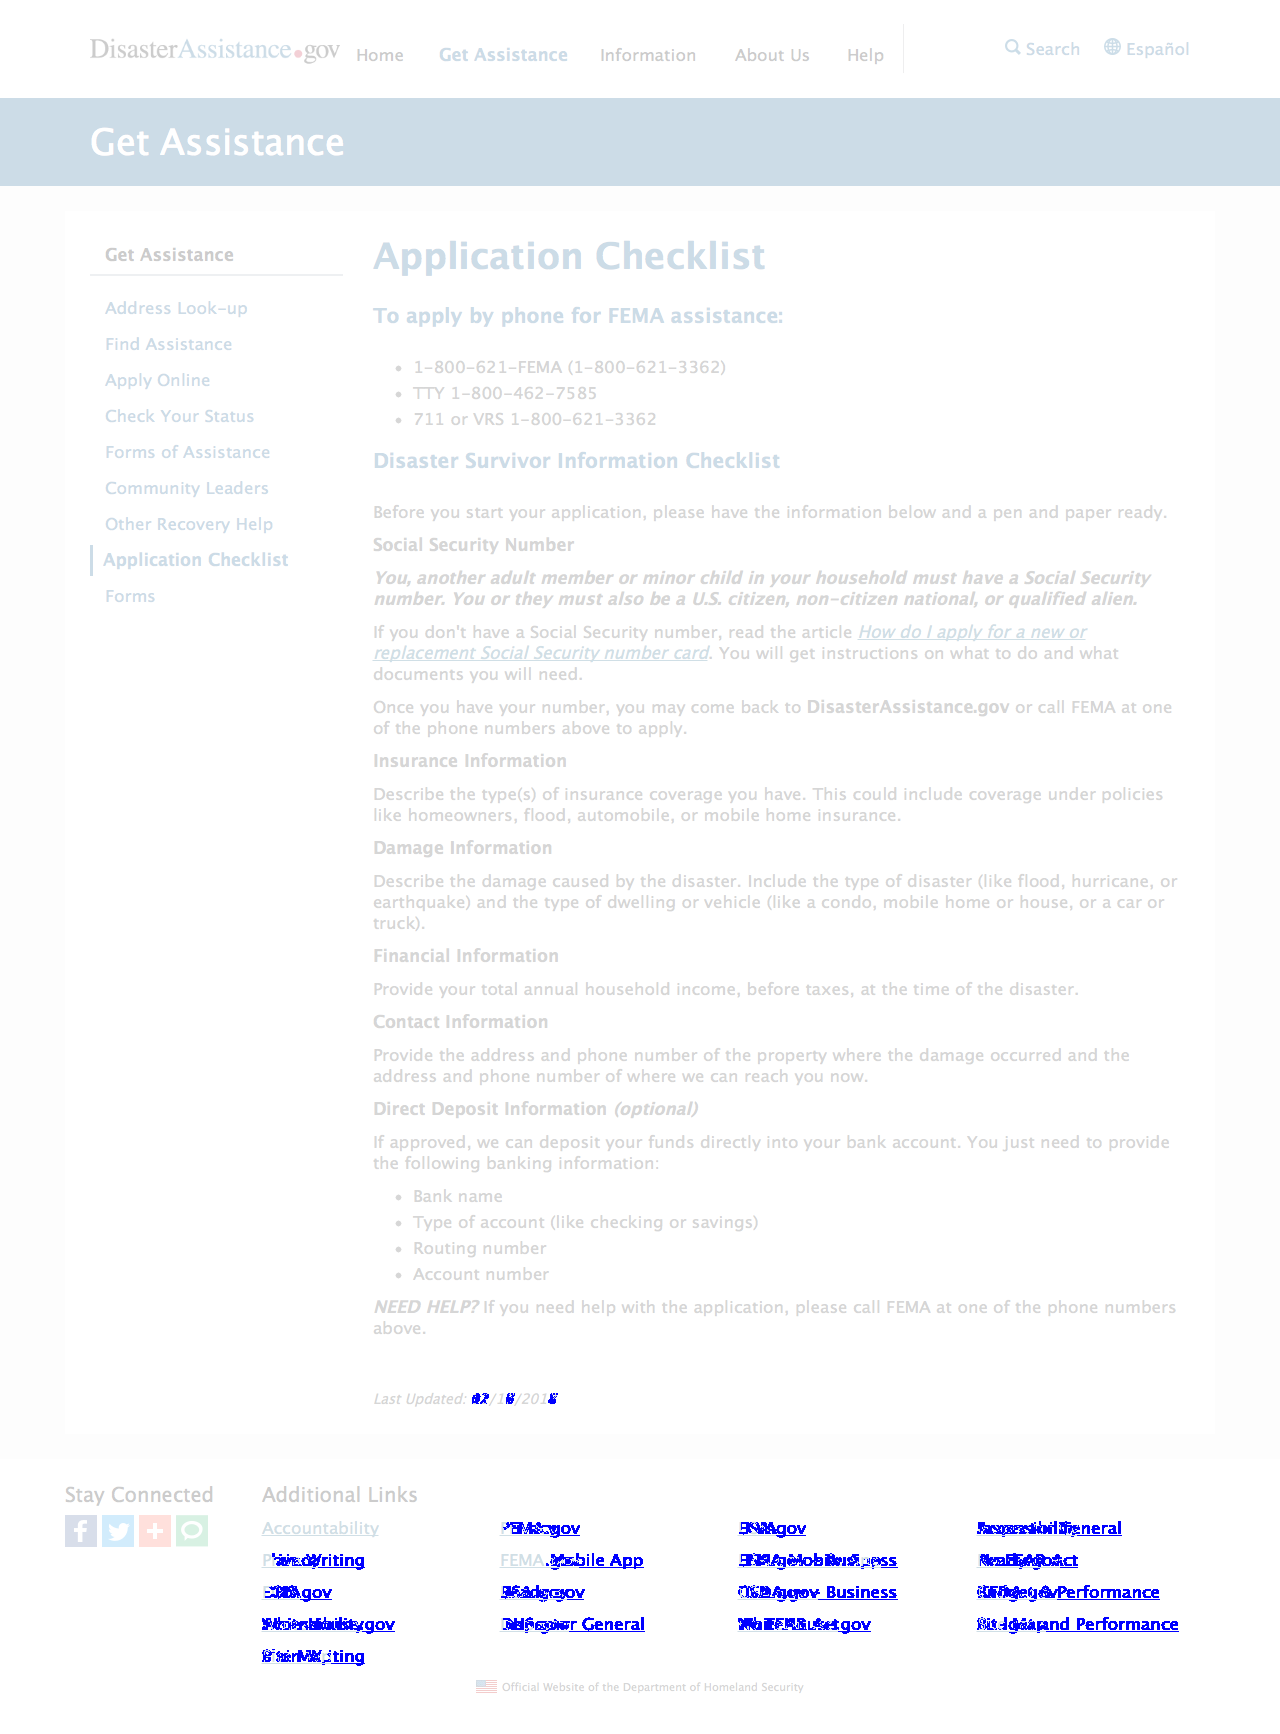 DisasterAssistance.gov Home Get Assistance Information About Us Help Search Español
Get Assistance
Get Assistance
Address Look-up
Find Assistance
Apply Online
Check Your Status
Forms of Assistance
Community Leaders
Other Recovery Help
Application Checklist
Forms
Application Checklist
To apply by phone for FEMA assistance:
• 1-800-621-FEMA (1-800-621-3362)
• TTY 1-800-462-7585
• 711 or VRS 1-800-621-3362
Disaster Survivor Information Checklist
Before you start your application, please have the information below and a pen and paper ready.
Social Security Number
You, another adult member or minor child in your household must have a Social Security
number. You or they must also be a U.S. citizen, non-citizen national, or qualified alien.
If you don't have a Social Security number, read the article How do I apply for a new or
replacement Social Security number card. You will get instructions on what to do and what
documents you will need.
Once you have your number, you may come back to DisasterAssistance.gov or call FEMA at one
of the phone numbers above to apply.
Insurance Information
Describe the type(s) of insurance coverage you have. This could include coverage under policies
like homeowners, flood, automobile, or mobile home insurance.
Damage Information
Describe the damage caused by the disaster. Include the type of disaster (like flood, hurricane, or
earthquake) and the type of dwelling or vehicle (like a condo, mobile home or house, or a car or
truck).
Financial Information
Provide your total annual household income, before taxes, at the time of the disaster.
Contact Information
Provide the address and phone number of the property where the damage occurred and the
address and phone number of where we can reach you now.
Direct Deposit Information (optional)
If approved, we can deposit your funds directly into your bank account. You just need to provide
the following banking information:
• Bank name
• Type of account (like checking or savings)
• Routing number
• Account number
NEED HELP? If you need help with the application, please call FEMA at one of the phone numbers
above.
Last Updated:
Stay Connected
Additional Links
Accountability General
Writing FEMA Mobile App
Business
Performance
General
and Performance
Official Website of the Department of Homeland Security